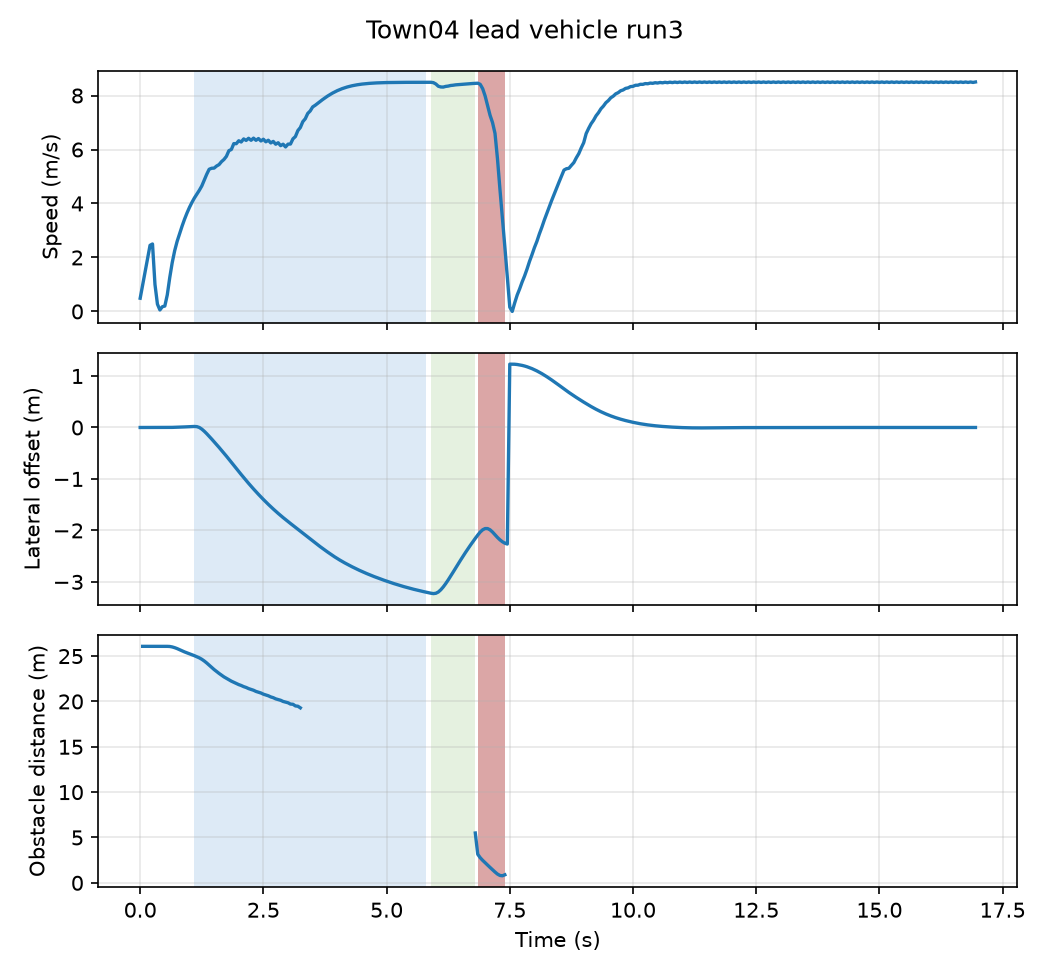 Town04 lead vehicle run3
Speed (m/s)
8
6
4
2
0
Lateral offset (m)
1
0
−1
−2
−3
Obstacle distance (m)
25
20
15
10
5
0
0.0 2.5 5.0 7.5 10.0 12.5 15.0 17.5
Time (s)